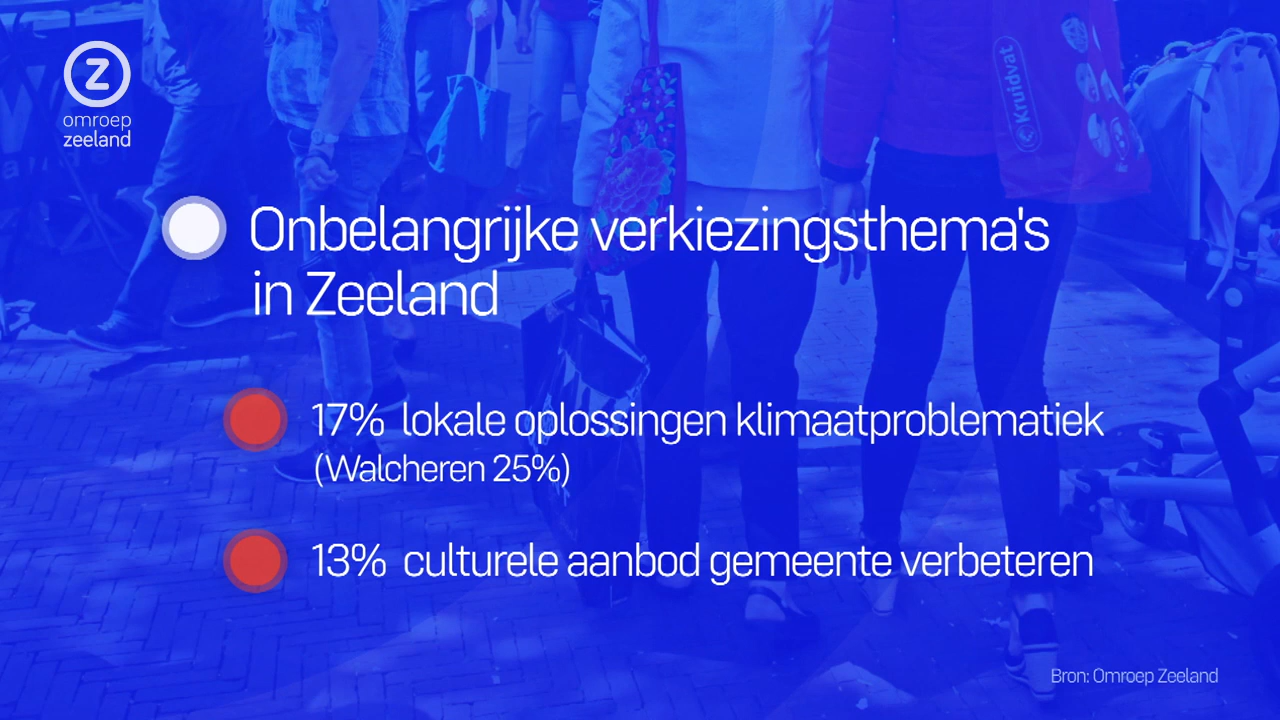 Z
omroep
zeeland
Kruidvat
Onbelangrijke verkiezingsthema's
in Zeeland
17% lokale oplossingen klimaatproblematiek
(Walcheren 25%)
13% culturele aanbod gemeente verbeteren
Bron: Omroep Zeeland